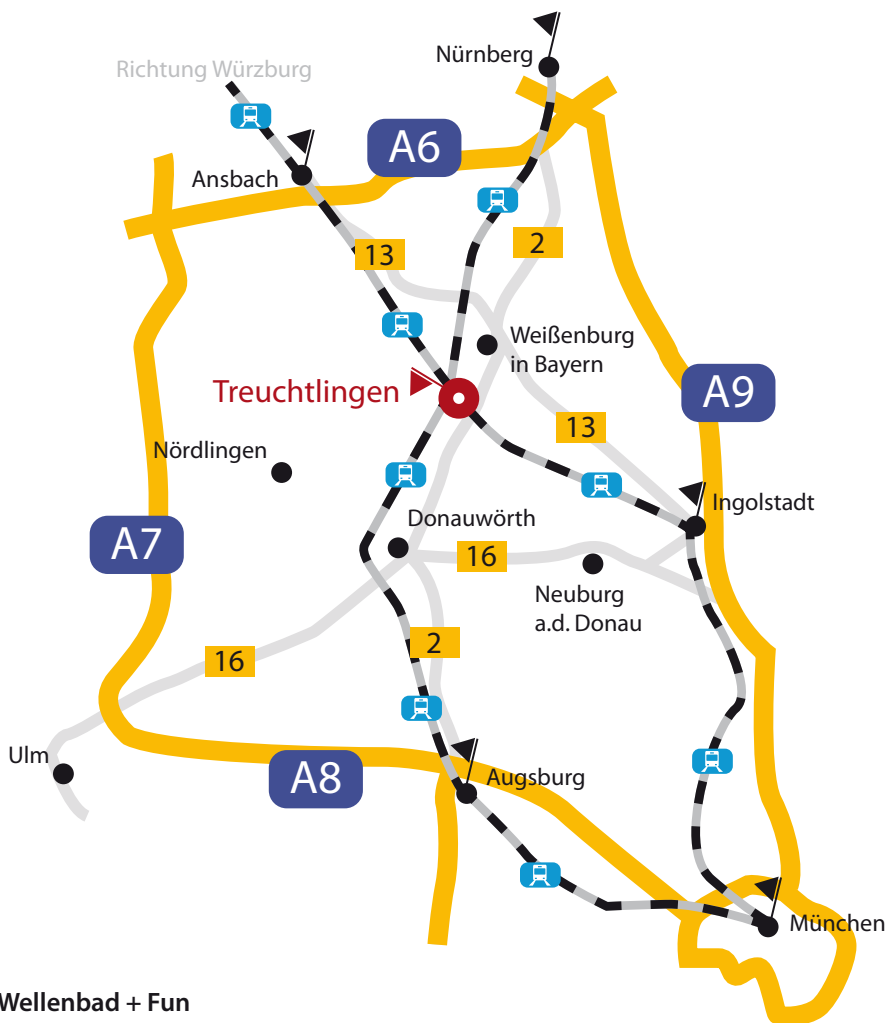 Nürnberg
Richtung Würzburg
A6
Ansbach
2
13
Weißenburg
in Bayern
Treuchtlingen
A9
13
Nördlingen
Ingolstadt
Donauwörth
A7
16
Neuburg
a.d. Donau
2
16
Ulm
A8
Augsburg
München
Wellenbad + Fun